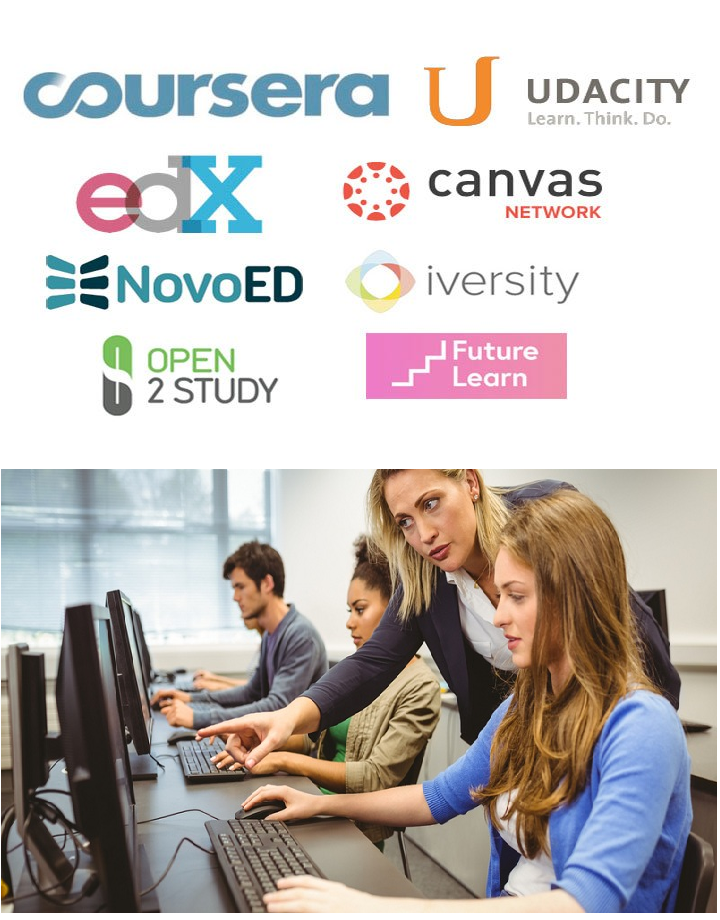 coursera
UDACITY
Learn. Think. Do.
edX
canvas
NETWORK
NovoED
iversity
OPEN
2 STUDY
Future
Learn